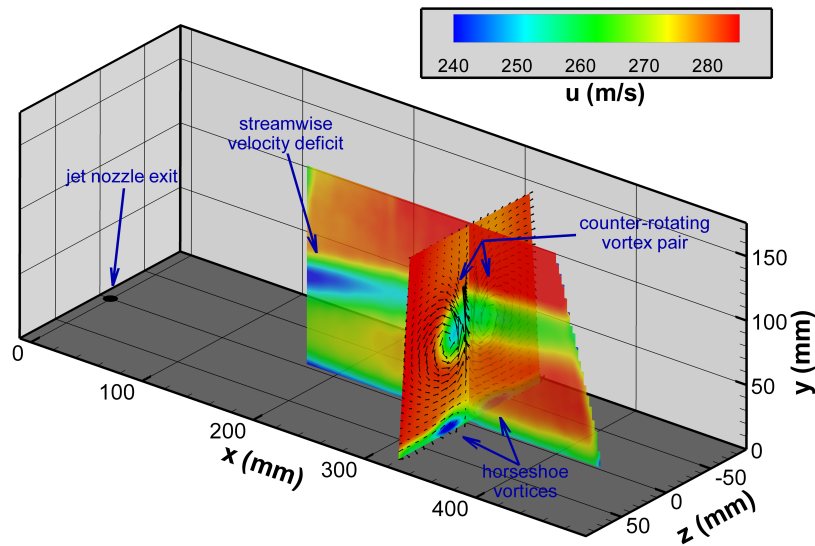 240 250 260 270 280
u (m/s)
streamwise
velocity deficit
jet nozzle exit
counter-rotating
vortex pair
150
100
50
0
y (mm)
0
100
200
300
400
x (mm)
horseshoe
vortices
-50
0
50
z (mm)